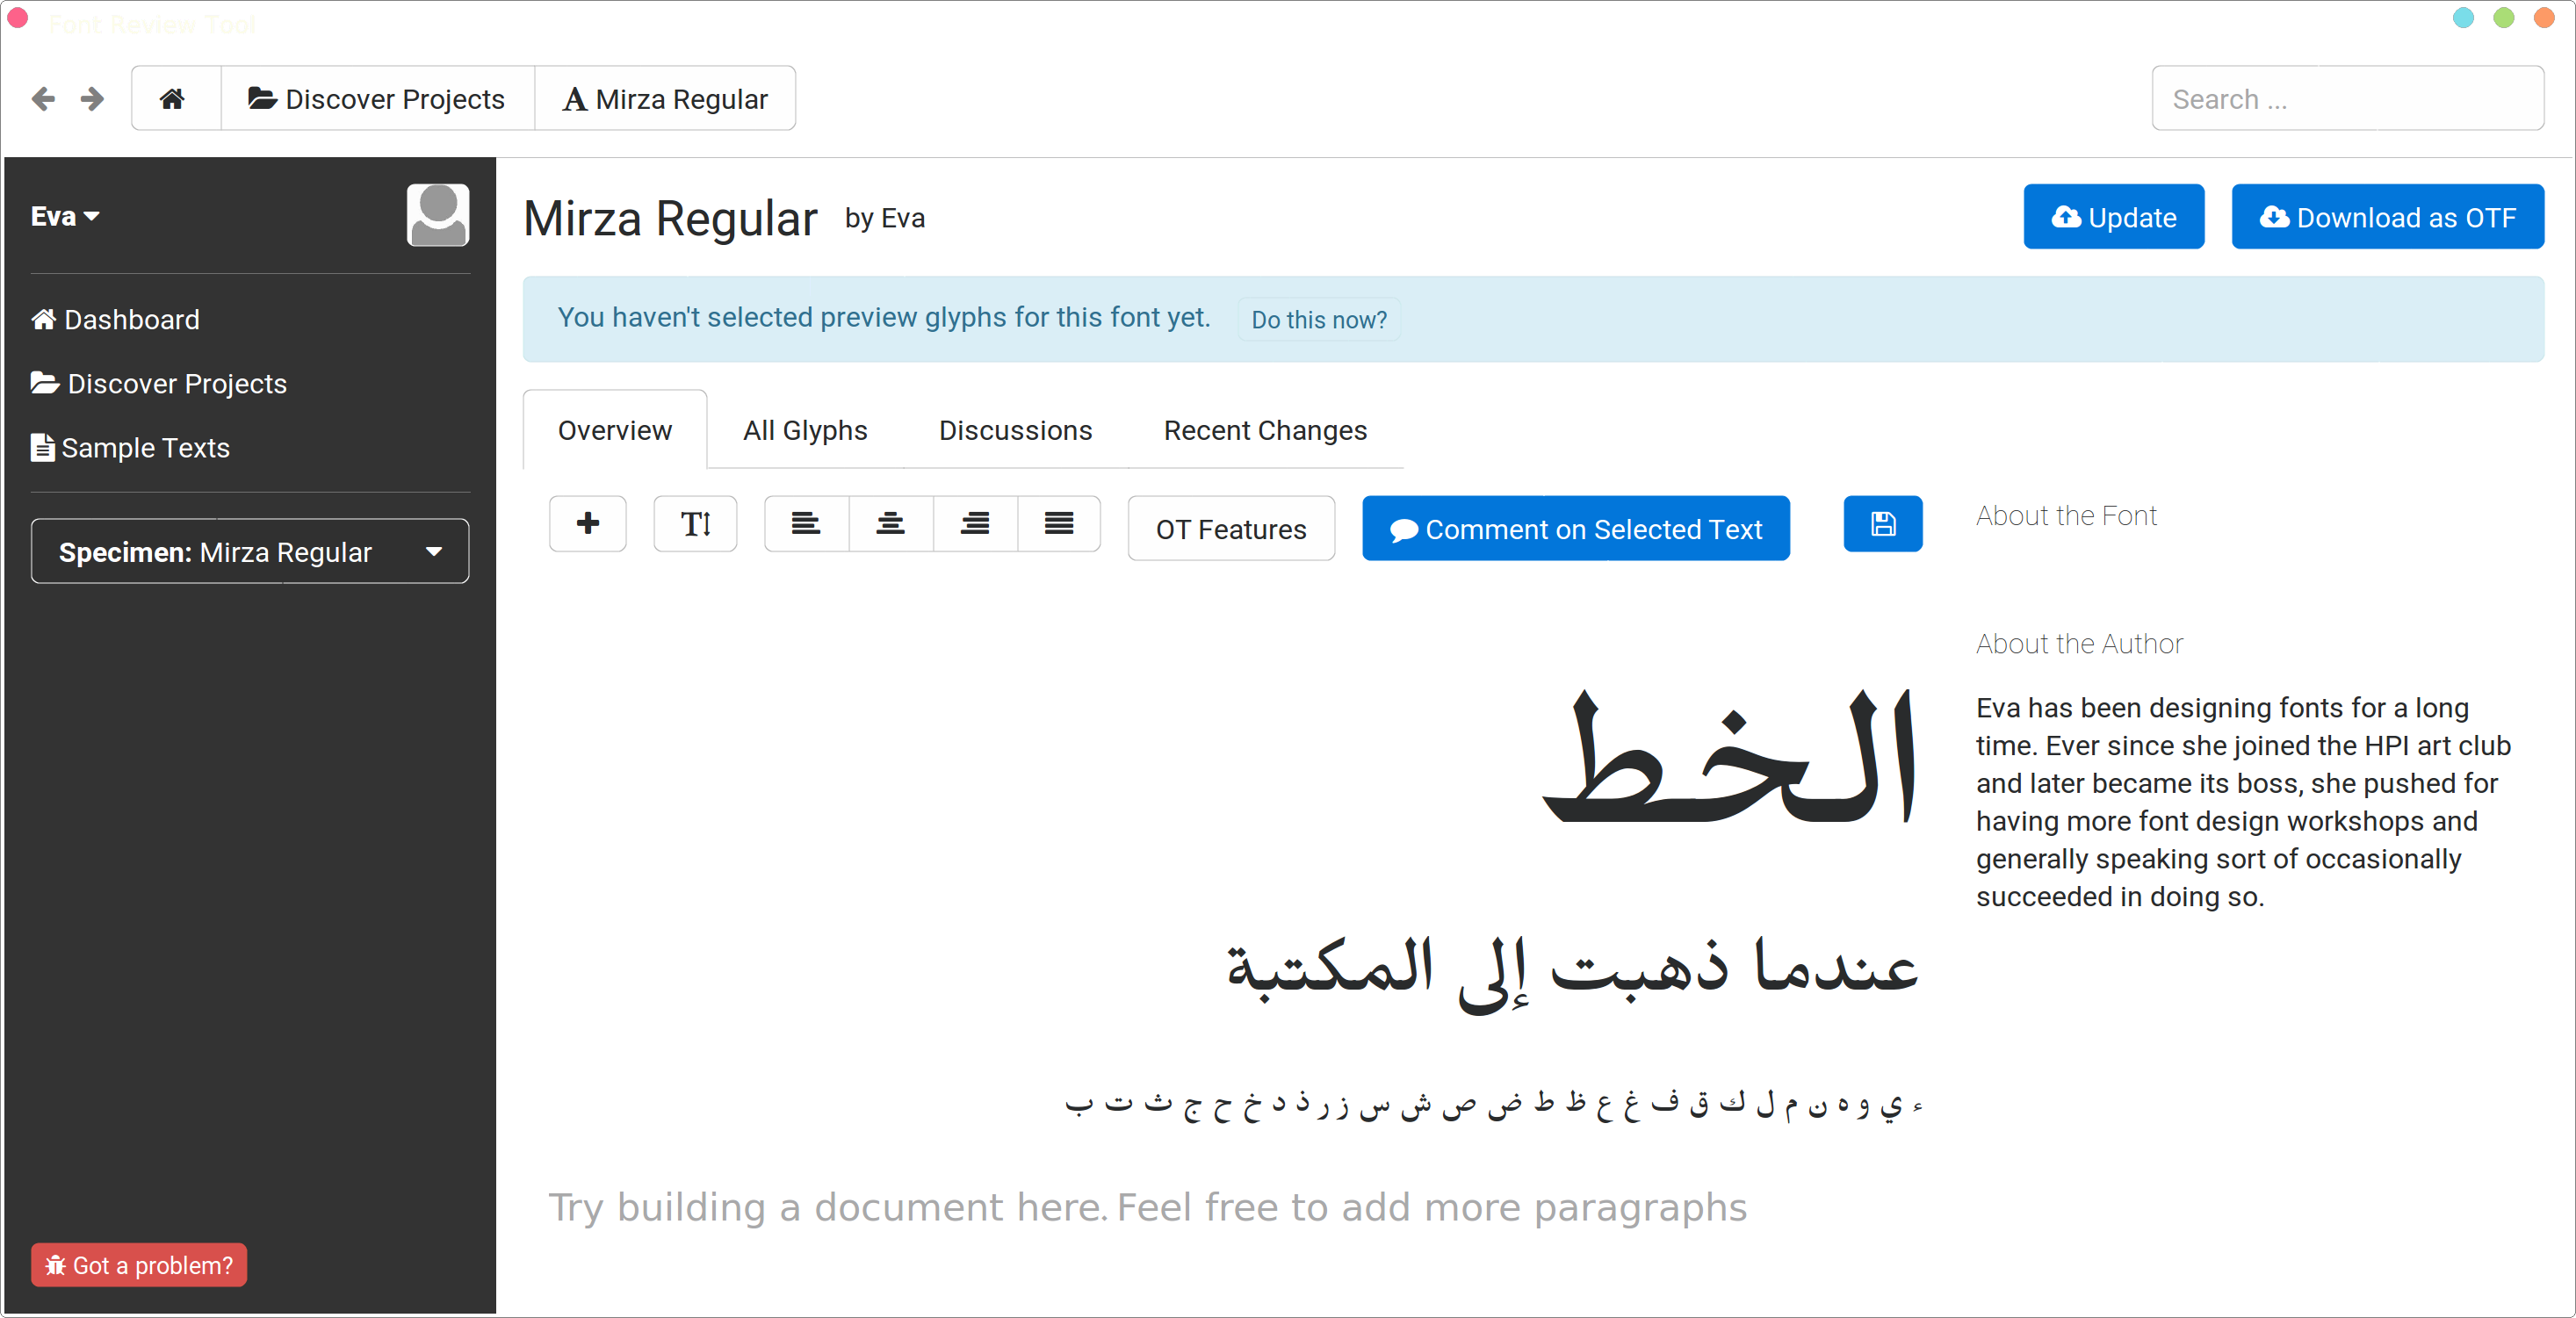 Font Review Tool
Discover Projects
Mirza Regular
Search ...
Eva
Dashboard
Discover Projects
Sample Texts
Specimen: Mirza Regular
Got a problem?
Mirza Regular by Eva
Update
Download as OTF
You haven't selected preview glyphs for this font yet. Do this now?
Overview
All Glyphs
Discussions
Recent Changes
OT Features
Comment on Selected Text
الخط
عندما ذهبت إلى المكتبة
ء ي و ه ن م ل ك ق ف غ ع ظ ط ض ص ش س ز ر ذ د خ ح ج ث ت ب
Try building a document here. Feel free to add more paragraphs
About the Font
About the Author
Eva has been designing fonts for a long
time. Ever since she joined the HPI art club
and later became its boss, she pushed for
having more font design workshops and
generally speaking sort of occasionally
succeeded in doing so.